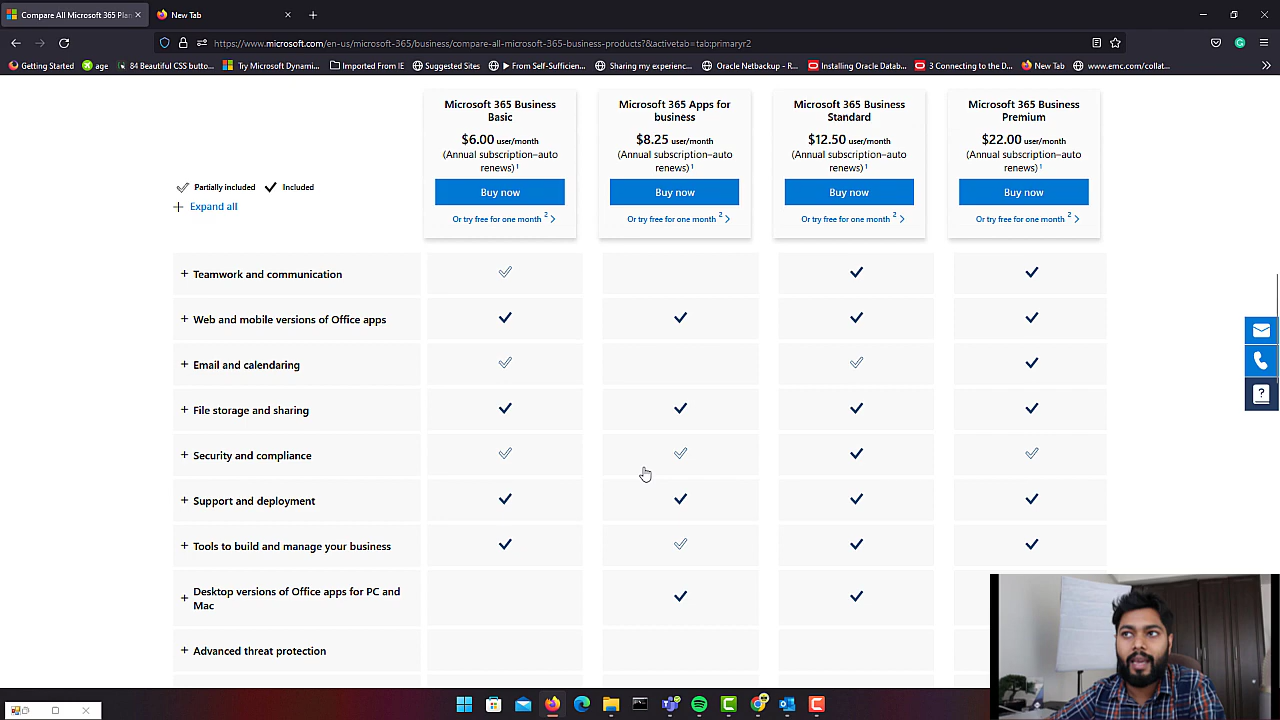 Compare All Microsoft 365 Plan
New Tab
https://www.microsoft.com/en-us/microsoft-365/business/compare-all-microsoft-365-business-products?&activetab=tab:primaryr2
Getting Started
age
84 Beautiful CSS butto...
Try Microsoft Dynami...
Imported From IE
Suggested Sites
► From Self-Sufficien...
Sharing my experienc...
Oracle Netbackup - R...
Installing Oracle Datab...
3 Connecting to the D...
New Tab
www.emc.com/collat...
Microsoft 365 Business
Basic
$6.00 user/month
(Annual subscription–auto
renews) 1
Buy now
Or try free for one month 2
Microsoft 365 Apps for
business
$8.25 user/month
(Annual subscription–auto
renews) 1
Buy now
Or try free for one month 2
Microsoft 365 Business
Standard
$12.50 user/month
(Annual subscription–auto
renews) 1
Buy now
Or try free for one month 2
Microsoft 365 Business
Premium
$22.00 user/month
(Annual subscription–auto
renews) 1
Buy now
Or try free for one month 2
Partially included
Included
+ Expand all
+ Teamwork and communication
+ Web and mobile versions of Office apps
+ Email and calendaring
+ File storage and sharing
+ Security and compliance
+ Support and deployment
+ Tools to build and manage your business
+ Desktop versions of Office apps for PC and
Mac
+ Advanced threat protection